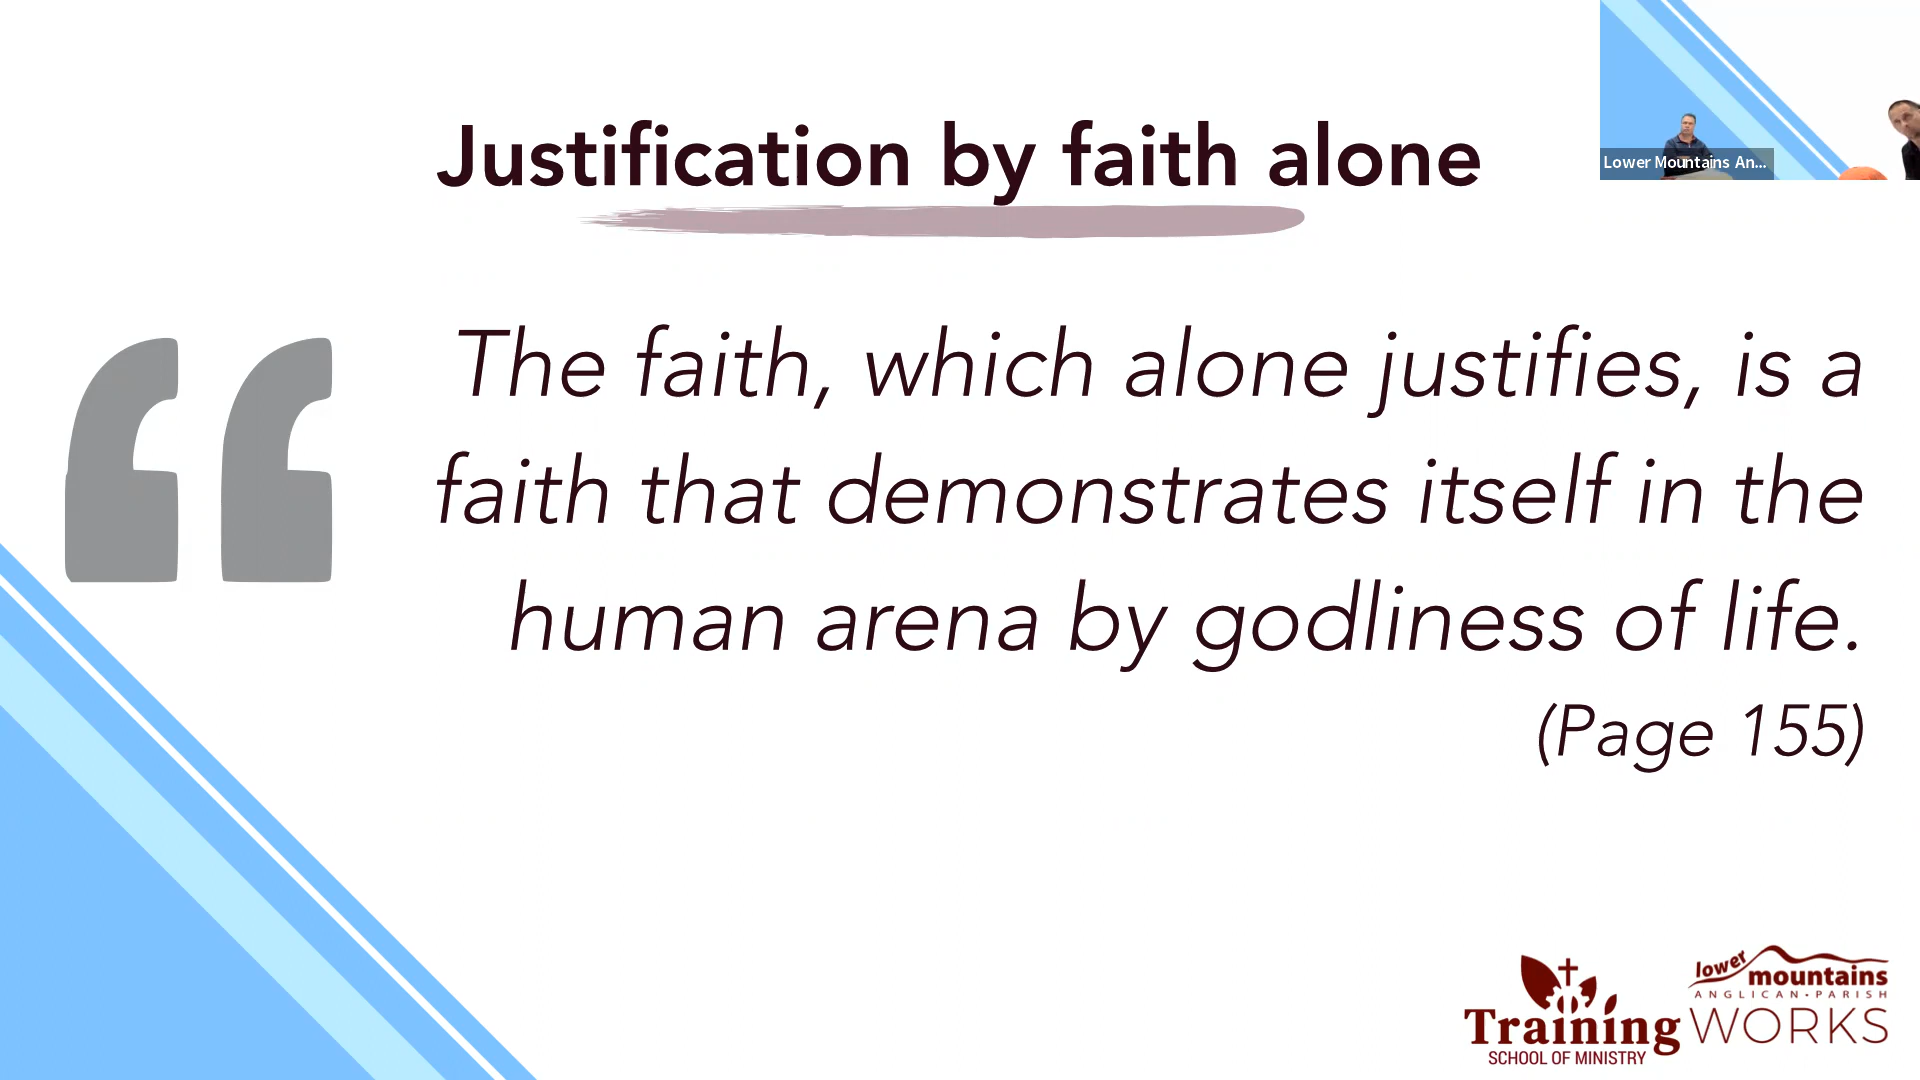 Justification by faith alone
Lower Mountains An...
“
The faith, which alone justifies, is a
faith that demonstrates itself in the
human arena by godliness of life.
(Page 155)
Training
SCHOOL OF MINISTRY
lower mountains
ANGLICAN•PARISH
WORKS